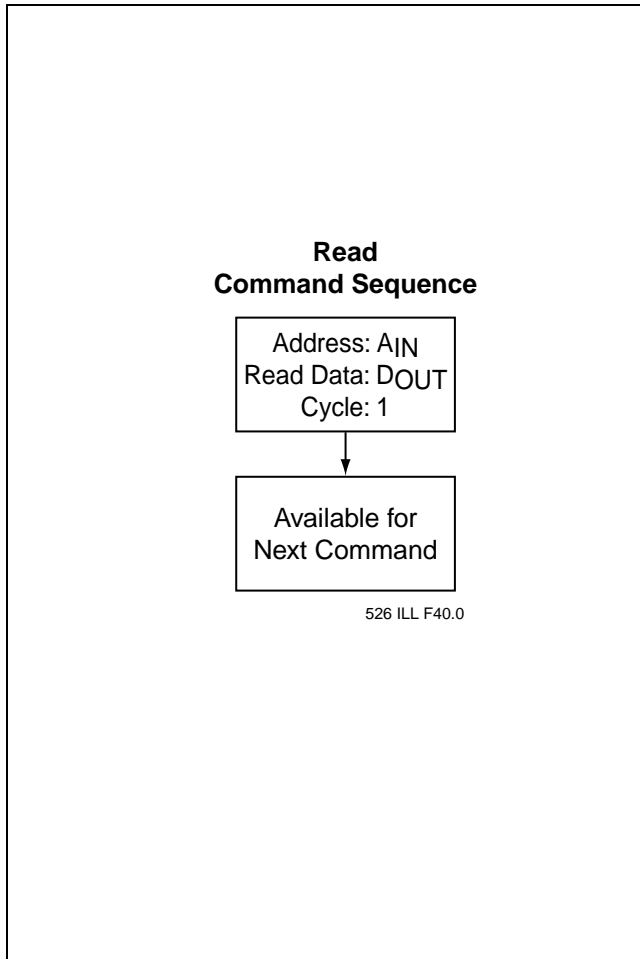 Read
Command Sequence
Address: AIN
Read Data: DOUT
Cycle: 1
Available for
Next Command
526 ILL F40.0